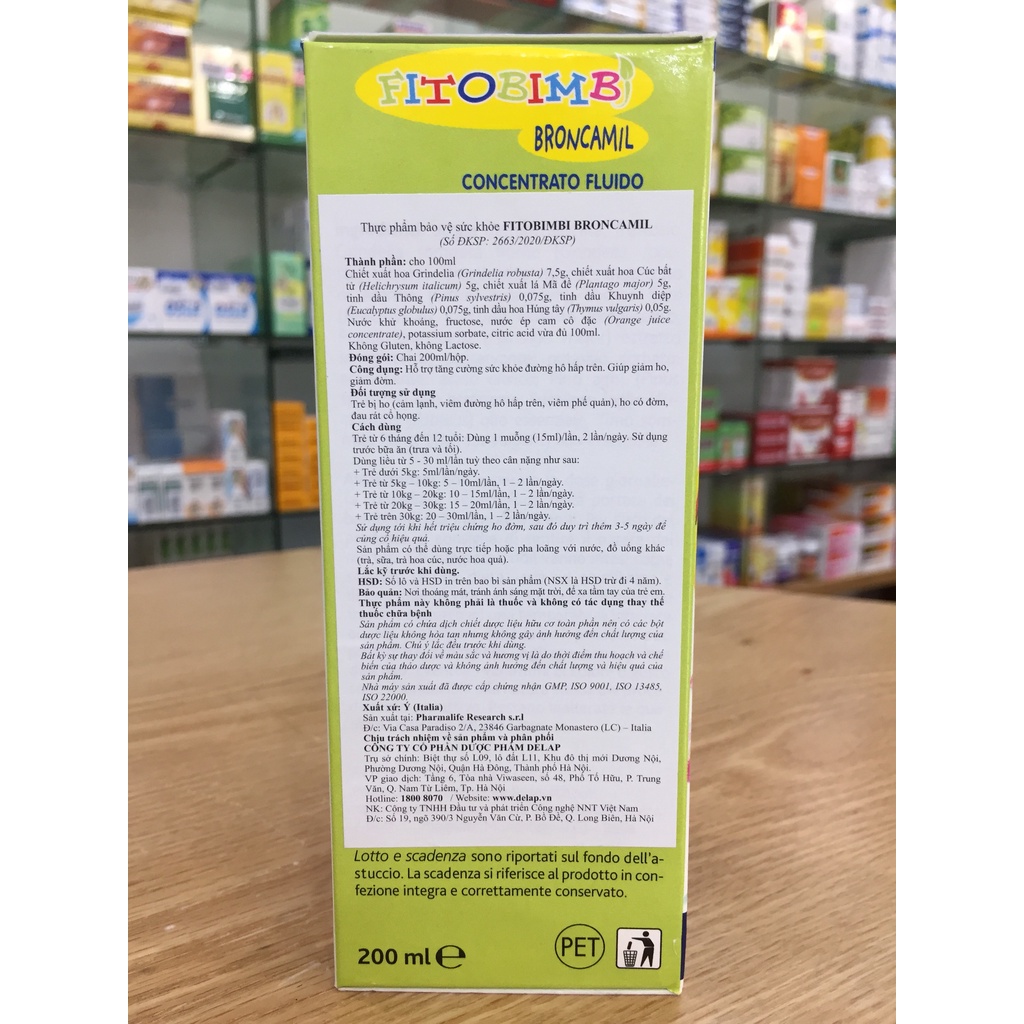 FITOBIMBI
BRONCAMIL
CONCENTRATO FLUIDO
Thực phẩm bảo vệ sức khỏe FITOBIMBI BRONCAMIL
(Số ĐKSP: 2663/2020/ĐKSP)
Thành phần: cho 100ml
Chiết xuất hoa Grindelia (Grindelia robusta) 7,5g, chiết xuất hoa Cúc bất
tử (Helichrysum italicum) 5g, chiết xuất lá Mã đề (Plantago major) 5g,
tinh dầu Thông (Pinus sylvestris) 0,075g, tinh dầu Khuynh diệp
(Eucalyptus globulus) 0,075g, tinh dầu hoa Húng tây (Thymus vulgaris) 0,05g.
Nước khử khoáng, fructose, nước ép cam cô đặc (Orange juice
concentrate), potassium sorbate, citric acid vừa đủ 100ml.
Không Gluten, không Lactose.
Đóng gói: Chai 200ml/hộp.
Công dụng: Hỗ trợ tăng cường sức khỏe đường hô hấp trên. Giúp giảm ho,
giảm đờm.
Đối tượng sử dụng
Trẻ bị ho (cảm lạnh, viêm đường hô hấp trên, viêm phế quản), ho có đờm,
đau rát cổ họng.
Cách dùng
Trẻ từ 6 tháng đến 12 tuổi: Dùng 1 muỗng (15ml)/lần, 2 lần/ngày. Sử dụng
trước bữa ăn (trưa và tối).
Dùng liều từ 5 - 30 ml/lần tuỳ theo cân nặng như sau:
+ Trẻ dưới 5kg: 5ml/lần/ngày.
+ Trẻ từ 5kg – 10kg: 5 – 10ml/lần, 1 – 2 lần/ngày.
+ Trẻ từ 10kg – 20kg: 10 – 15ml/lần, 1 – 2 lần/ngày.
+ Trẻ từ 20kg – 30kg: 15 – 20ml/lần, 1 – 2 lần/ngày.
+ Trẻ trên 30kg: 20 – 30ml/lần, 1 – 2 lần/ngày.
Sử dụng tới khi hết triệu chứng ho đờm, sau đó duy trì thêm 3-5 ngày để
củng cố hiệu quả.
Sản phẩm có thể dùng trực tiếp hoặc pha loãng với nước, đồ uống khác
(trà, sữa, trà hoa cúc, nước hoa quả).
Lắc kỹ trước khi dùng.
HSD: Số lô và HSD in trên bao bì sản phẩm (NSX là HSD trừ đi 4 năm).
Bảo quản: Nơi thoáng mát, tránh ánh sáng mặt trời, để xa tầm tay của trẻ em.
Thực phẩm này không phải là thuốc và không có tác dụng thay thế
thuốc chữa bệnh
Sản phẩm có chứa dịch chiết dược liệu hữu cơ toàn phần nên có các bột
dược liệu không hòa tan nhưng không gây ảnh hưởng đến chất lượng của
sản phẩm. Chú ý lắc đều trước khi dùng.
Bất kỳ sự thay đổi về màu sắc và hương vị là do thời điểm thu hoạch và chế
biến của thảo dược và không ảnh hưởng đến chất lượng và hiệu quả của
sản phẩm.
Nhà máy sản xuất đã được cấp chứng nhận GMP, ISO 9001, ISO 13485,
ISO 22000.
Xuất xứ: Ý (Italia)
Sản xuất tại: Pharmalife Research s.r.l
Đ/c: Via Casa Paradiso 2/A, 23846 Garbagnate Monastero (LC) – Italia
Chịu trách nhiệm về sản phẩm và phân phối
CÔNG TY CỔ PHẦN DƯỢC PHẨM DELAP
Trụ sở chính: Biệt thự số L09, lô đất L11, Khu đô thị mới Dương Nội,
Phường Dương Nội, Quận Hà Đông, Thành phố Hà Nội.
VP giao dịch: Tầng 6, Tòa nhà Viwaseen, số 48, Phố Tố Hữu, P. Trung
Văn, Q. Nam Từ Liêm, Tp. Hà Nội
Hotline: 1800 8070 / Website: www.delap.vn
NK: Công ty TNHH Đầu tư và phát triển Công nghệ NNT Việt Nam
Đ/c: Số 19, ngõ 390/3 Nguyễn Văn Cừ, P. Bồ Đề, Q. Long Biên, Hà Nội
Lotto e scadenza sono riportati sul fondo dell'a-
stuccio. La scadenza si riferisce al prodotto in con-
fezione integra e correttamente conservato.
200 ml e
PET